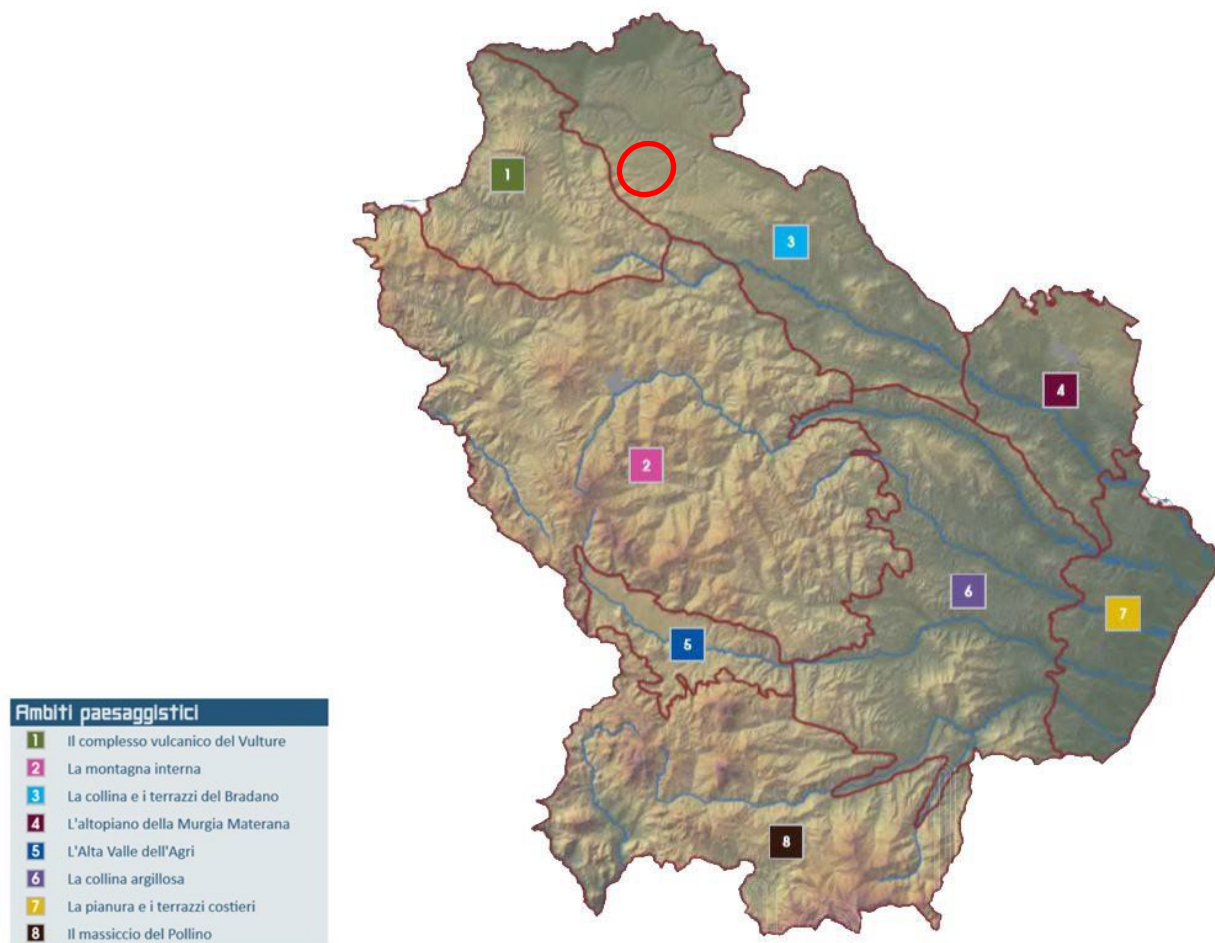 1
3
4
2
6
7
5
8
Ambiti paesaggistici
1 Il complesso vulcanico del Vulture
2 La montagna interna
3 La collina e i terrazzi del Bradano
4 L'altopiano della Murgia Materana
5 L'Alta Valle dell'Agri
6 La collina argillosa
7 La pianura e i terrazzi costieri
8 Il massiccio del Pollino